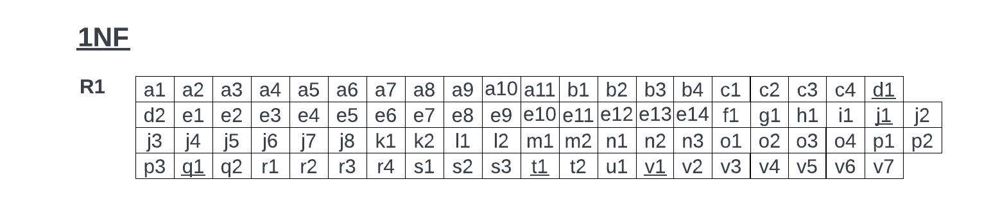 1NF
R1 a1 a2 a3 a4 a5 a6 a7 a8 a9 a10 a11 b1 b2 b3 b4 c1 c2 c3 c4 d1
d2 e1 e2 e3 e4 e5 e6 e7 e8 e9 e10 e11 e12 e13 e14 f1 g1 h1 i1 j1 j2
j3 j4 j5 j6 j7 j8 k1 k2 l1 l2 m1 m2 n1 n2 n3 o1 o2 o3 o4 p1 p2
p3 q1 q2 r1 r2 r3 r4 s1 s2 s3 t1 t2 u1 v1 v2 v3 v4 v5 v6 v7